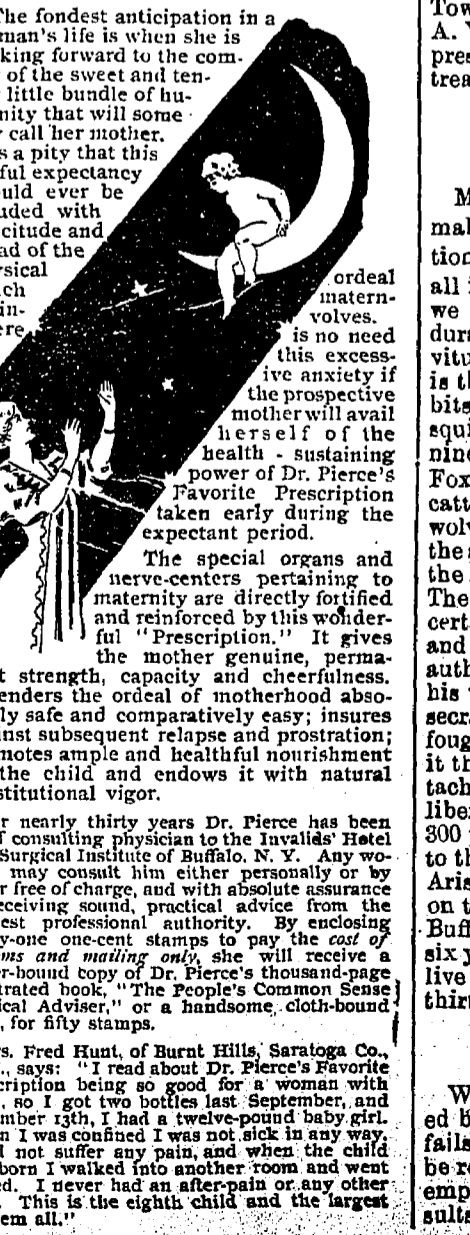 The fondest anticipation in a
man's life is when she is
king forward to the com-
of the sweet and ten-
little bundle of hu-
nity that will some
call her mother.
s a pity that this
ful expectancy
uld ever be
uded with
citude and
ad of the
sical
ch
in-
ere
ordeal
matern-
volves.
is no need
this excess-
ive anxiety if
the prospective
mother will avail
herself of the
health-sustaining
power of Dr. Pierce's
Favorite Prescription
taken early during the
expectant period.
The special organs and
nerve-centers pertaining to
maternity are directly fortified
and reinforced by this wonder-
ful "Prescription." It gives
the mother genuine, perma-
t strength, capacity and cheerfulness.
enders the ordeal of motherhood abso-
ly safe and comparatively easy; insures
inst subsequent relapse and prostration;
motes ample and healthful nourishment
the child and endows it with natural
stitutional vigor.
r nearly thirty years Dr. Pierce has been
f consulting physician to the Invalids' Hotel
Surgical Institute of Buffalo, N. Y. Any wo-
may consult him either personally or by
r free of charge, and with absolute assurance
eceiving sound, practical advice from the
est professional authority. By enclosing
y-one one-cent stamps to pay the cost of
ms and mailing only, she will receive a
r-bound copy of Dr. Pierce's thousand-page
trated book, "The People's Common Sense
ical Adviser," or a handsome cloth-bound
, for fifty stamps.
s. Fred Hunt, of Burnt Hills, Saratoga Co.,
., says: "I read about Dr. Pierce's Favorite
cription being so good for a woman with
, so I got two bottles last September, and
mber 13th, I had a twelve-pound baby girl.
n I was confined I was not sick in any way.
d not suffer any pain, and when the child
born I walked into another room and went
ed. I never had an after-pain or any other
. This is the eighth child and the largest
em all."
Tow
A. Y
pres
trea
M
mal
tion
all i
we
dur
vitu
is th
bits
squi
nine
Fox
catt
wolv
the s
the
The
cert
and
auth
his
secr
foug
it th
tach
liber
300
to th
Aris
on t
Buff
six y
live
thirt
W
ed b
fails
be re
emp
sults